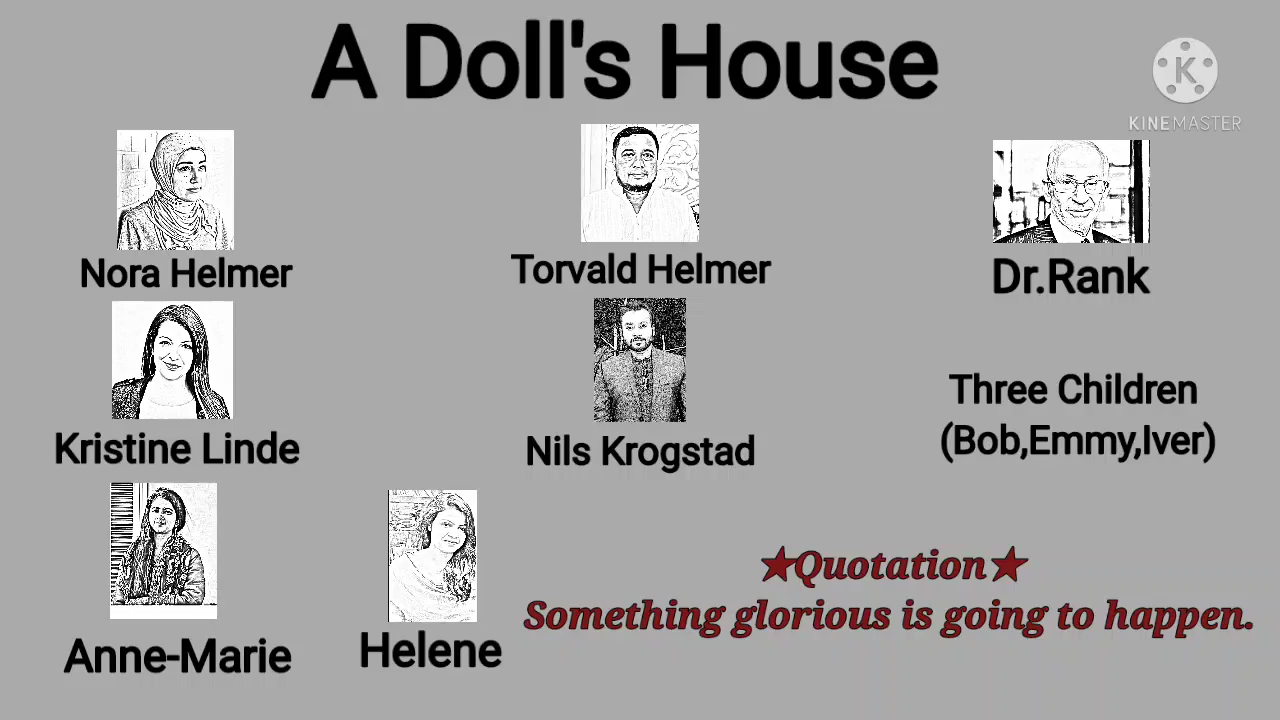 A Doll's House
K
KINEMASTER
Nora Helmer
Torvald Helmer
Dr.Rank
Kristine Linde
Nils Krogstad
Three Children
(Bob,Emmy,Iver)
Anne-Marie
Helene
★Quotation★
Something glorious is going to happen.